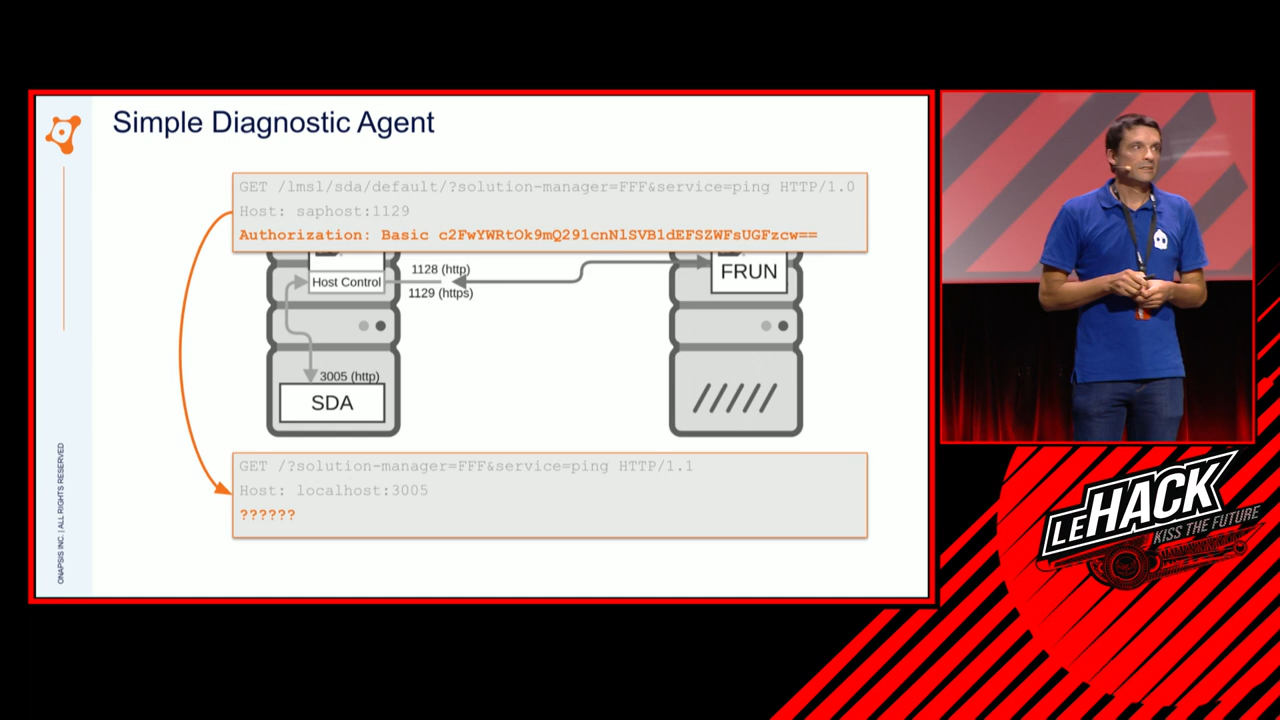 Simple Diagnostic Agent
GET /lmsl/sda/default/?solution-manager=FFF&service=ping HTTP/1.0
Host: saphost:1129
Authorization: Basic c2FwYWRtOk9mQ291cnNlSVB1dEFSZWFsUGFzcw==
Host Control
1128 (http)
1129 (https)
FRUN
3005 (http)
SDA
GET /?solution-manager=FFF&service=ping HTTP/1.1
Host: localhost:3005
??????
ONAPSIS INC. | ALL RIGHTS RESERVED
LEHACK
KISS THE FUTURE